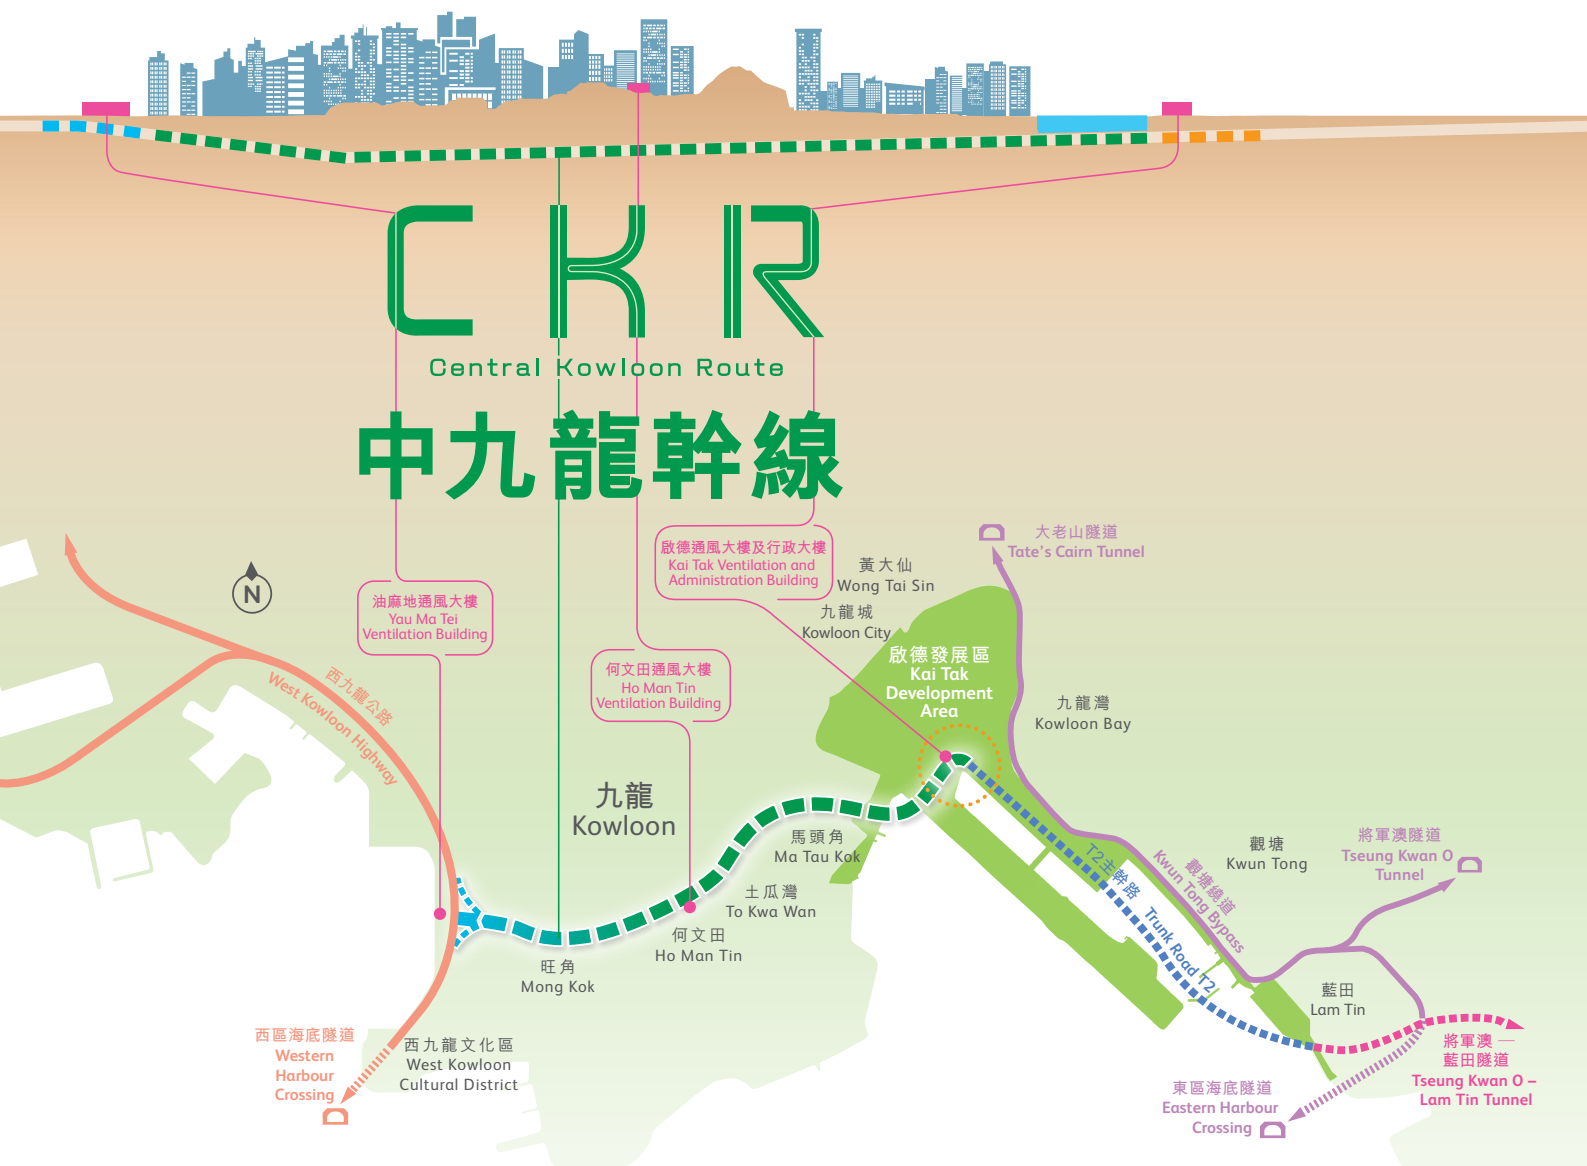 CKR
Central Kowloon Route
中九龍幹線
大老山隧道
Tate's Cairn Tunnel
啟德通風大樓及行政大樓
Kai Tak Ventilation and
Administration Building
黃大仙
Wong Tai Sin
N
油麻地通風大樓
Yau Ma Tei
Ventilation Building
九龍城
Kowloon City
何文田通風大樓
Ho Man Tin
Ventilation Building
啟德發展區
Kai Tak
Development
Area
西九龍公路
West Kowloon Highway
九龍灣
Kowloon Bay
九龍
Kowloon
馬頭角
Ma Tau Kok
T2主幹路 Trunk Road T2
觀塘繞道
Kwun Tong Bypass
觀塘
Kwun Tong
將軍澳隧道
Tseung Kwan O
Tunnel
土瓜灣
To Kwa Wan
何文田
Ho Man Tin
旺角
Mong Kok
藍田
Lam Tin
西區海底隧道
Western
Harbour
Crossing
西九龍文化區
West Kowloon
Cultural District
將軍澳 —
藍田隧道
Tseung Kwan O –
Lam Tin Tunnel
東區海底隧道
Eastern Harbour
Crossing